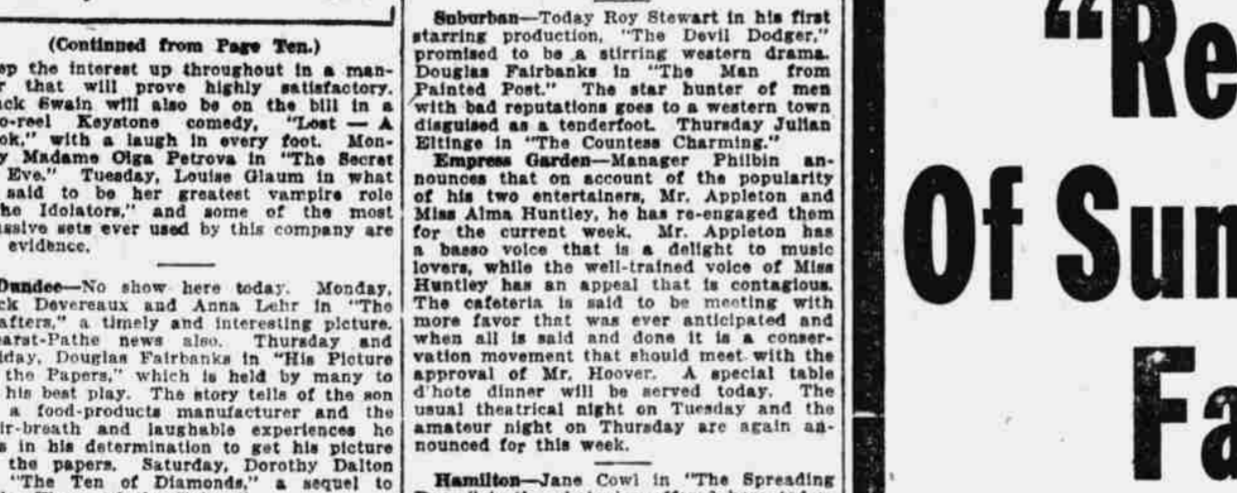 (Continued from Page Ten.)
ep the interest up throughout in a man-
r that will prove highly satisfactory.
ck Swain will also be on the bill in a
o-reel Keystone comedy, "Lost — A
ok," with a laugh in every foot. Mon-
y Madame Olga Petrova in "The Secret
Eve." Tuesday, Louise Glaum in what
said to be her greatest vampire role
he Idolators," and some of the most
ssive sets ever used by this company are
evidence.
Dundee—No show here today. Monday,
ck Devereaux and Anna Lehr in "The
afters," a timely and interesting picture.
arst-Pathe news also. Thursday and
iday, Douglas Fairbanks in "His Picture
the Papers," which is held by many to
his best play. The story tells of the son
a food-products manufacturer and the
ir-breath and laughable experiences he
s in his determination to get his picture
the papers. Saturday, Dorothy Dalton
"The Ten of Diamonds," a sequel to
Suburban—Today Roy Stewart in his first
starring production, "The Devil Dodger,"
promised to be a stirring western drama.
Douglas Fairbanks in "The Man from
Painted Post." The star hunter of men
with bad reputations goes to a western town
disguised as a tenderfoot. Thursday Julian
Eltinge in "The Countess Charming."
Empress Garden—Manager Philbin an-
nounces that on account of the popularity
of his two entertainers, Mr. Appleton and
Miss Alma Huntley, he has re-engaged them
for the current week. Mr. Appleton has
a basso voice that is a delight to music
lovers, while the well-trained voice of Miss
Huntley has an appeal that is contagious.
The cafeteria is said to be meeting with
more favor that was ever anticipated and
when all is said and done it is a conser-
vation movement that should meet with the
approval of Mr. Hoover. A special table
d'hote dinner will be served today. The
usual theatrical night on Tuesday and the
amateur night on Thursday are again an-
nounced for this week.
Hamilton—Jane Cowl in "The Spreading
"Re
Of Sun
Fa